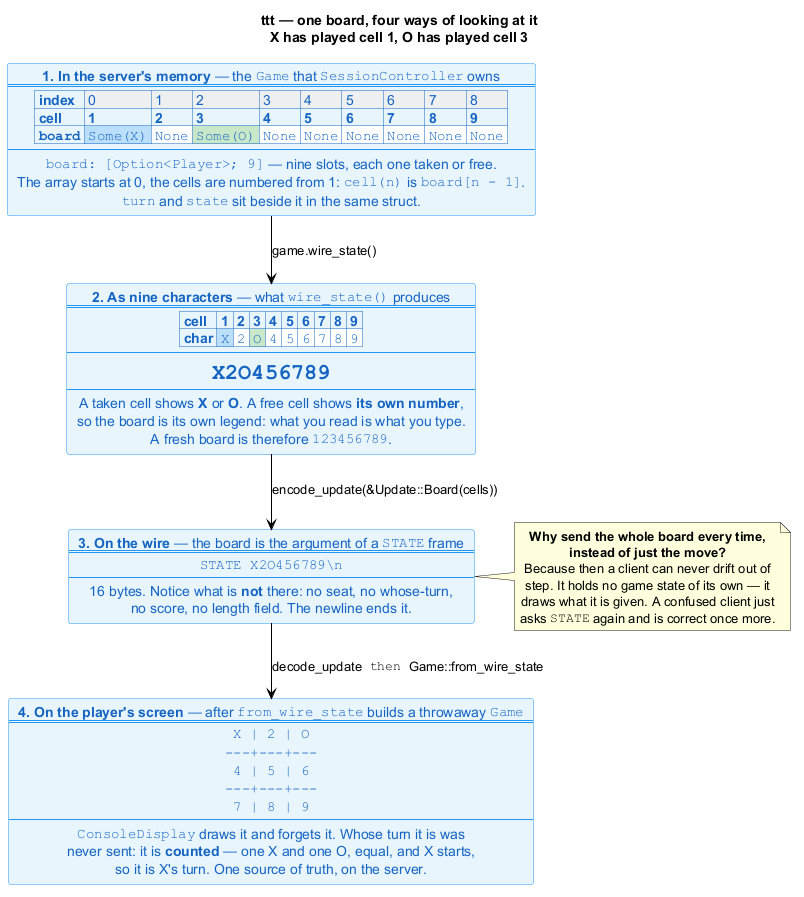 ttt — one board, four ways of looking at it
X has played cell 1, O has played cell 3
1. In the server's memory — the Game that SessionController owns
index 0 1 2 3 4 5 6 7 8
cell 1 2 3 4 5 6 7 8 9
board Some(X) None Some(O) None None None None None None
board: [Option<Player>; 9] — nine slots, each one taken or free.
The array starts at 0, the cells are numbered from 1: cell(n) is board[n - 1].
turn and state sit beside it in the same struct.
game.wire_state()
2. As nine characters — what wire_state() produces
cell 1 2 3 4 5 6 7 8 9
char X 2 O 4 5 6 7 8 9
X2O456789
A taken cell shows X or O. A free cell shows its own number,
so the board is its own legend: what you read is what you type.
A fresh board is therefore 123456789.
encode_update(&Update::Board(cells))
3. On the wire — the board is the argument of a STATE frame
STATE X2O456789\n
16 bytes. Notice what is not there: no seat, no whose-turn,
no score, no length field. The newline ends it.
Why send the whole board every time,
instead of just the move?
Because then a client can never drift out of
step. It holds no game state of its own — it
draws what it is given. A confused client just
asks STATE again and is correct once more.
decode_update then Game::from_wire_state
4. On the player's screen — after from_wire_state builds a throwaway Game
X | 2 | O
---+---+---
4 | 5 | 6
---+---+---
7 | 8 | 9
ConsoleDisplay draws it and forgets it. Whose turn it is was
never sent: it is counted — one X and one O, equal, and X starts,
so it is X's turn. One source of truth, on the server.